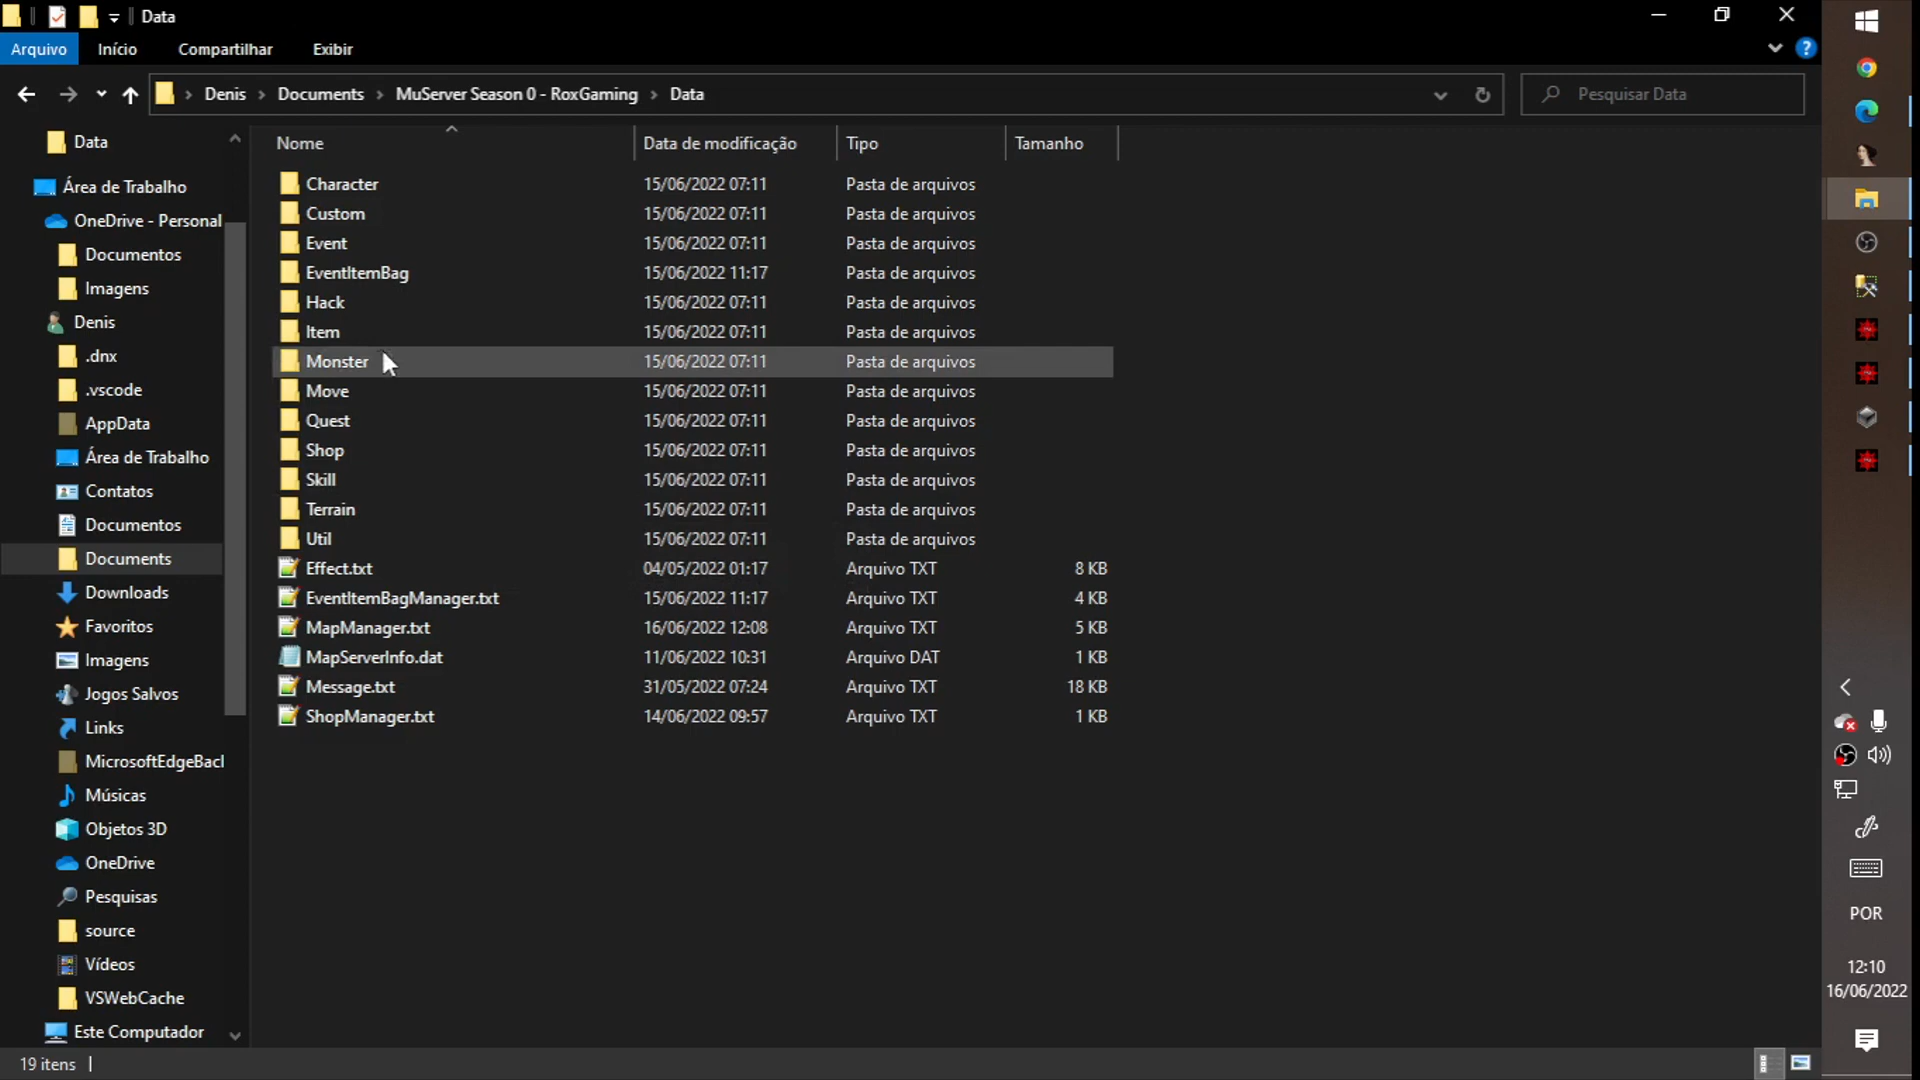 Data
Arquivo Início Compartilhar Exibir
Denis Documents MuServer Season 0 - RoxGaming Data
Pesquisar Data
Data
Área de Trabalho
OneDrive - Personal
Documentos
Imagens
Denis
.dnx
.vscode
AppData
Área de Trabalho
Contatos
Documentos
Documents
Downloads
Favoritos
Imagens
Jogos Salvos
Links
MicrosoftEdgeBacl
Músicas
Objetos 3D
OneDrive
Pesquisas
source
Vídeos
VSWebCache
Este Computador
Nome Data de modificação Tipo Tamanho
Character 15/06/2022 07:11 Pasta de arquivos
Custom 15/06/2022 07:11 Pasta de arquivos
Event 15/06/2022 07:11 Pasta de arquivos
EventItemBag 15/06/2022 11:17 Pasta de arquivos
Hack 15/06/2022 07:11 Pasta de arquivos
Item 15/06/2022 07:11 Pasta de arquivos
Monster 15/06/2022 07:11 Pasta de arquivos
Move 15/06/2022 07:11 Pasta de arquivos
Quest 15/06/2022 07:11 Pasta de arquivos
Shop 15/06/2022 07:11 Pasta de arquivos
Skill 15/06/2022 07:11 Pasta de arquivos
Terrain 15/06/2022 07:11 Pasta de arquivos
Util 15/06/2022 07:11 Pasta de arquivos
Effect.txt 04/05/2022 01:17 Arquivo TXT 8 KB
EventItemBagManager.txt 15/06/2022 11:17 Arquivo TXT 4 KB
MapManager.txt 16/06/2022 12:08 Arquivo TXT 5 KB
MapServerInfo.dat 11/06/2022 10:31 Arquivo DAT 1 KB
Message.txt 31/05/2022 07:24 Arquivo TXT 18 KB
ShopManager.txt 14/06/2022 09:57 Arquivo TXT 1 KB
19 itens
POR
12:10
16/06/2022